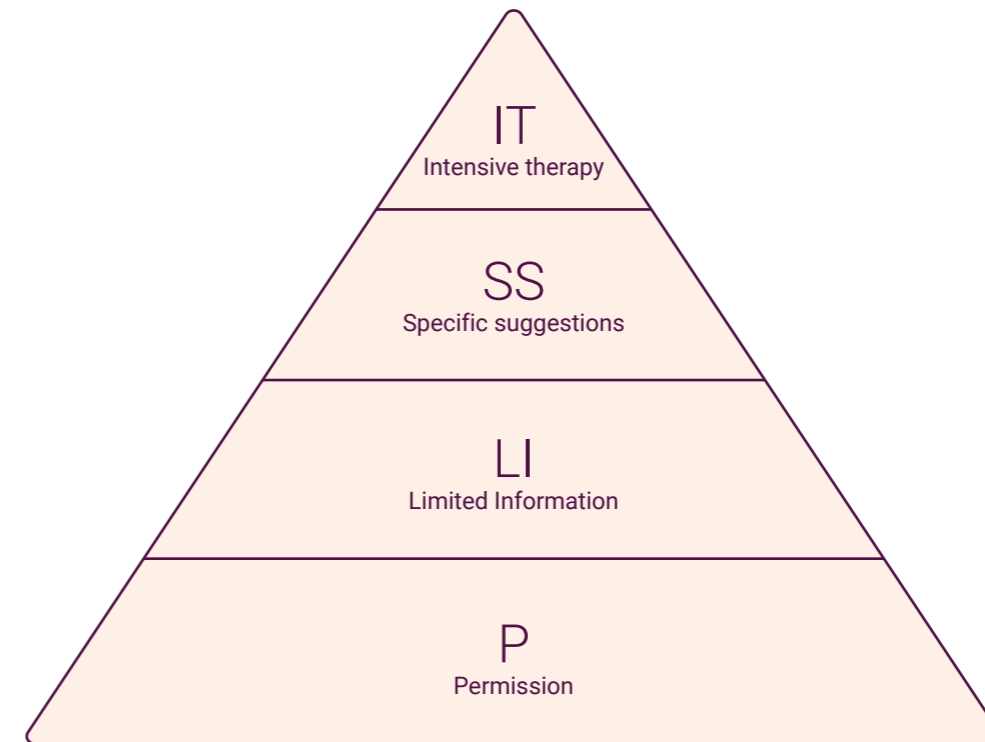 IT
Intensive therapy
SS
Specific suggestions
LI
Limited Information
P
Permission